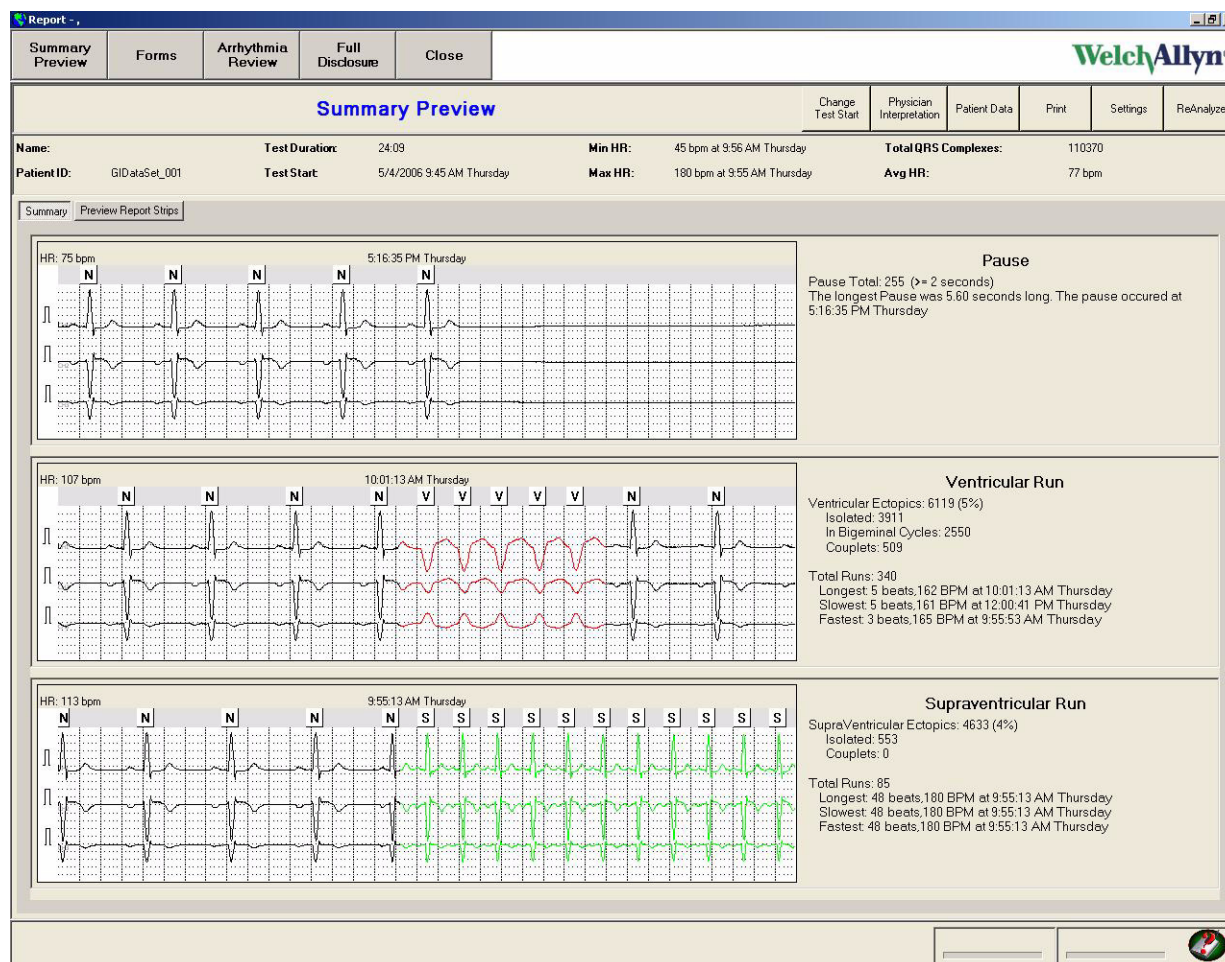 Report - ,
Summary Preview
Forms
Arrhythmia Review
Full Disclosure
Close
WelchAllyn
Summary Preview
Change Test Start
Physician Interpretation
Patient Data
Print
Settings
ReAnalyze
Name: Test Duration: 24:09 Min HR: 45 bpm at 9:56 AM Thursday Total QRS Complexes: 110370
Patient ID: GIDataSet_001 Test Start: 5/4/2006 9:45 AM Thursday Max HR: 180 bpm at 9:55 AM Thursday Avg HR: 77 bpm
Summary Preview Report Strips
HR: 75 bpm 5:16:35 PM Thursday
N N N N N
Pause
Pause Total: 255 (>= 2 seconds)
The longest Pause was 5.60 seconds long. The pause occured at
5:16:35 PM Thursday
HR: 107 bpm 10:01:13 AM Thursday
N N N N V V V V V N N
Ventricular Run
Ventricular Ectopics: 6119 (5%)
Isolated: 3911
In Bigeminal Cycles: 2550
Couplets: 509
Total Runs: 340
Longest: 5 beats,162 BPM at 10:01:13 AM Thursday
Slowest: 5 beats,161 BPM at 12:00:41 PM Thursday
Fastest: 3 beats,165 BPM at 9:55:53 AM Thursday
HR: 113 bpm 9:55:13 AM Thursday
N N N N N S S S S S S S S S S S
Supraventricular Run
SupraVentricular Ectopics: 4633 (4%)
Isolated: 553
Couplets: 0
Total Runs: 85
Longest: 48 beats,180 BPM at 9:55:13 AM Thursday
Slowest: 48 beats,180 BPM at 9:55:13 AM Thursday
Fastest: 48 beats,180 BPM at 9:55:13 AM Thursday